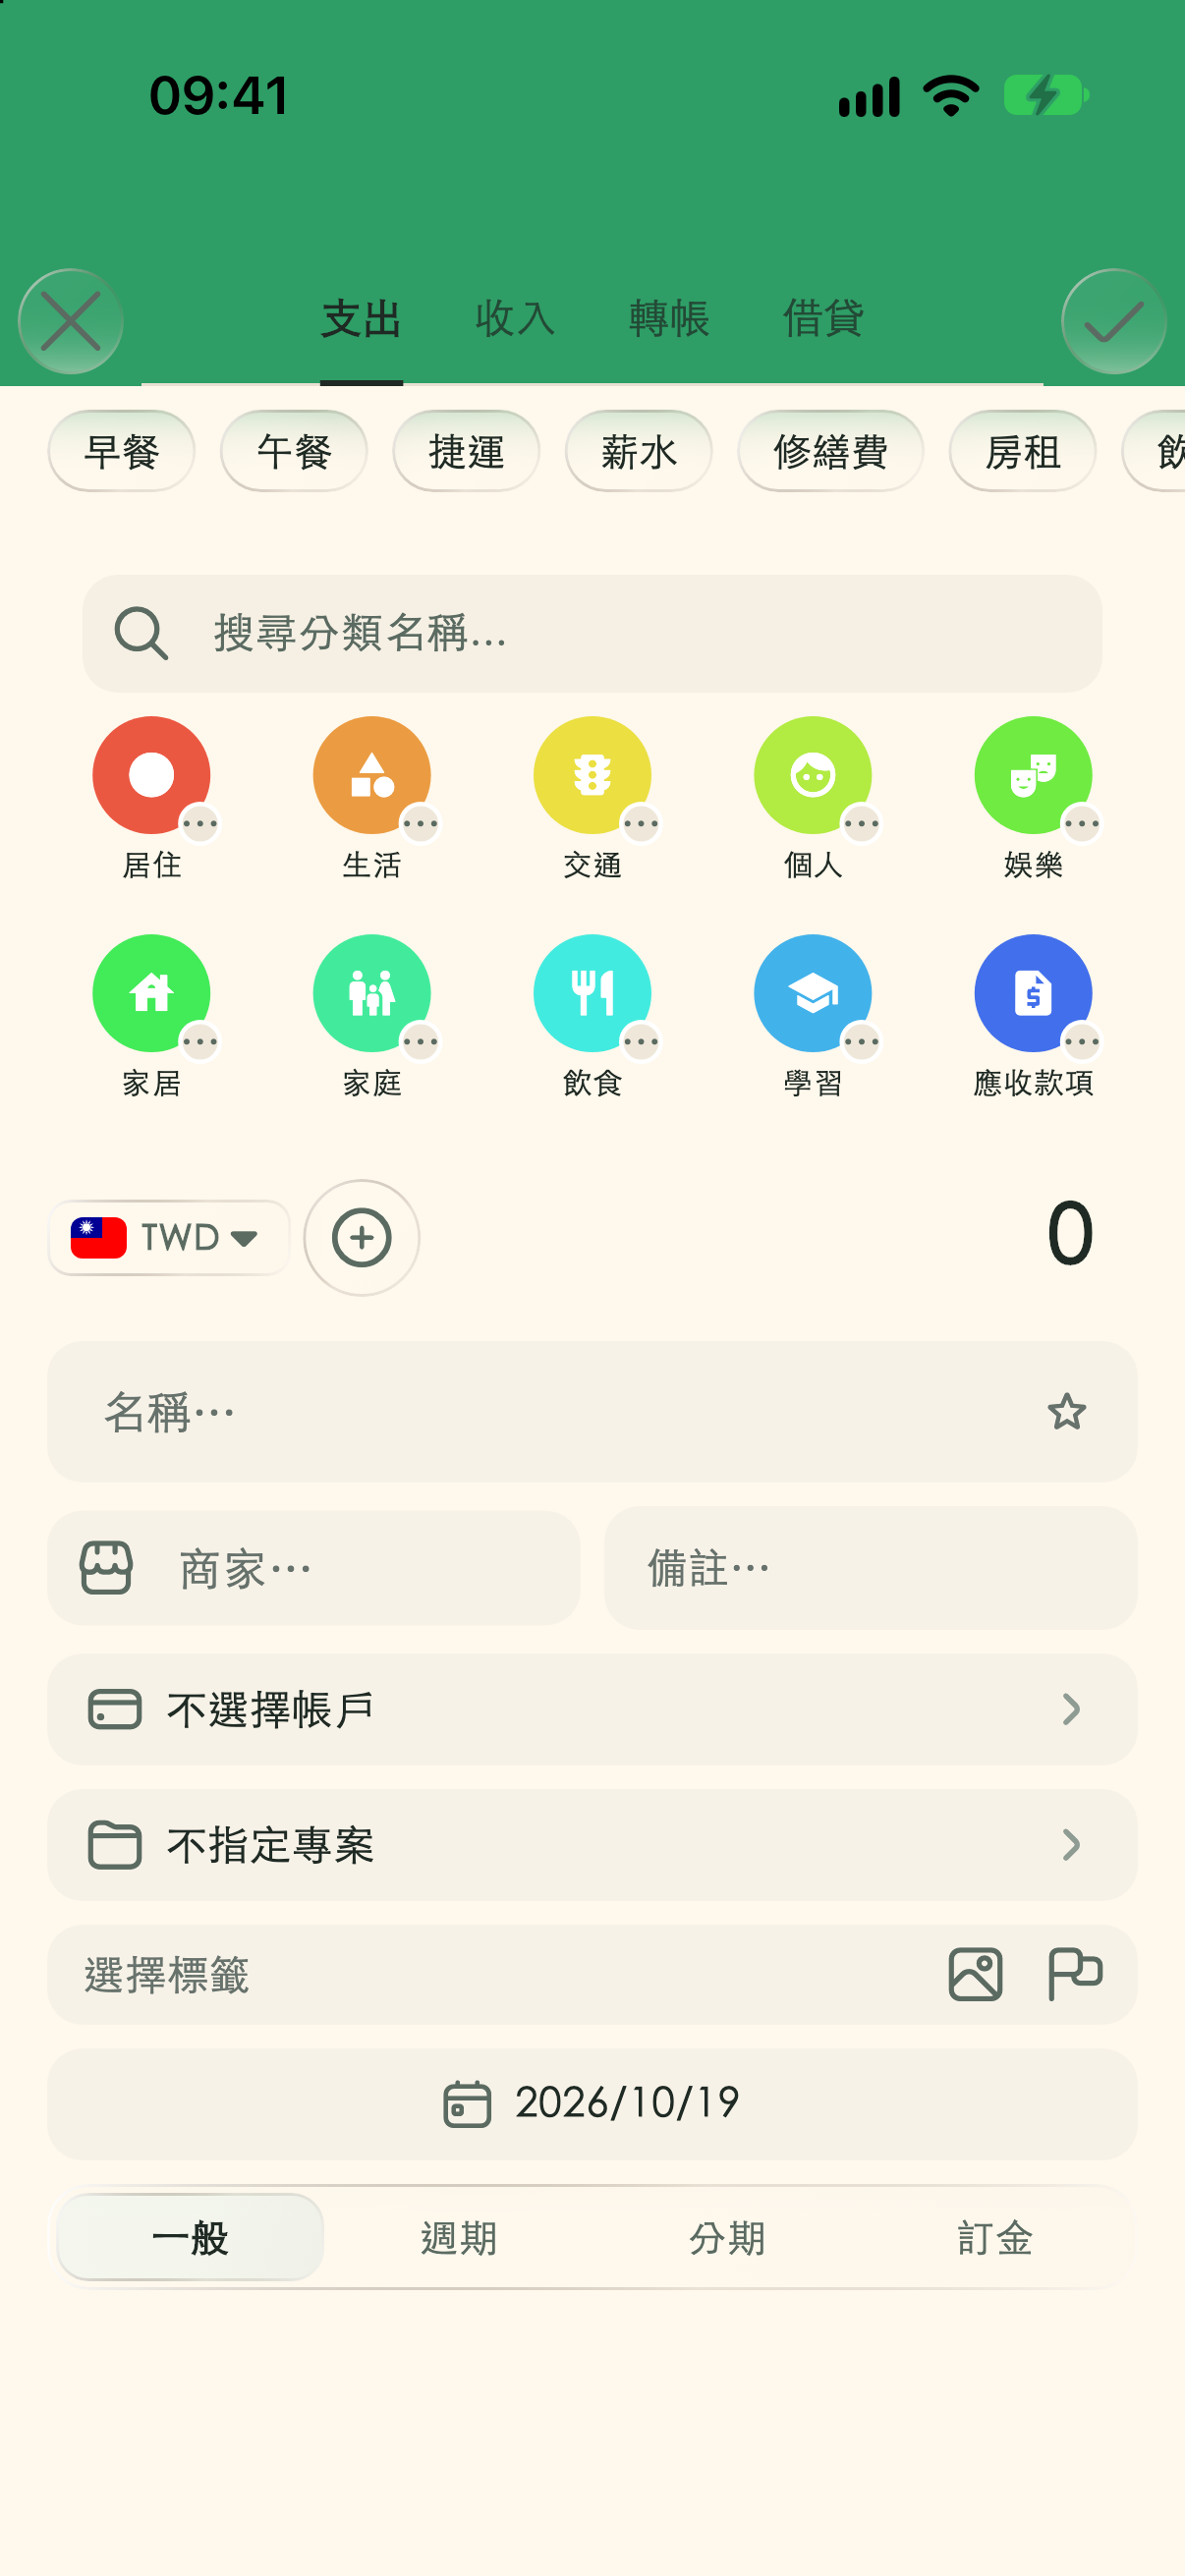 09:41
支出 收入 轉帳 借貸
早餐 午餐 捷運 薪水 修繕費 房租 飲
搜尋分類名稱...
居住 生活 交通 個人 娛樂
家居 家庭 飲食 學習 應收款項
TWD 0
名稱…
商家… 備註…
不選擇帳戶
不指定專案
選擇標籤
2026/10/19
一般 週期 分期 訂金